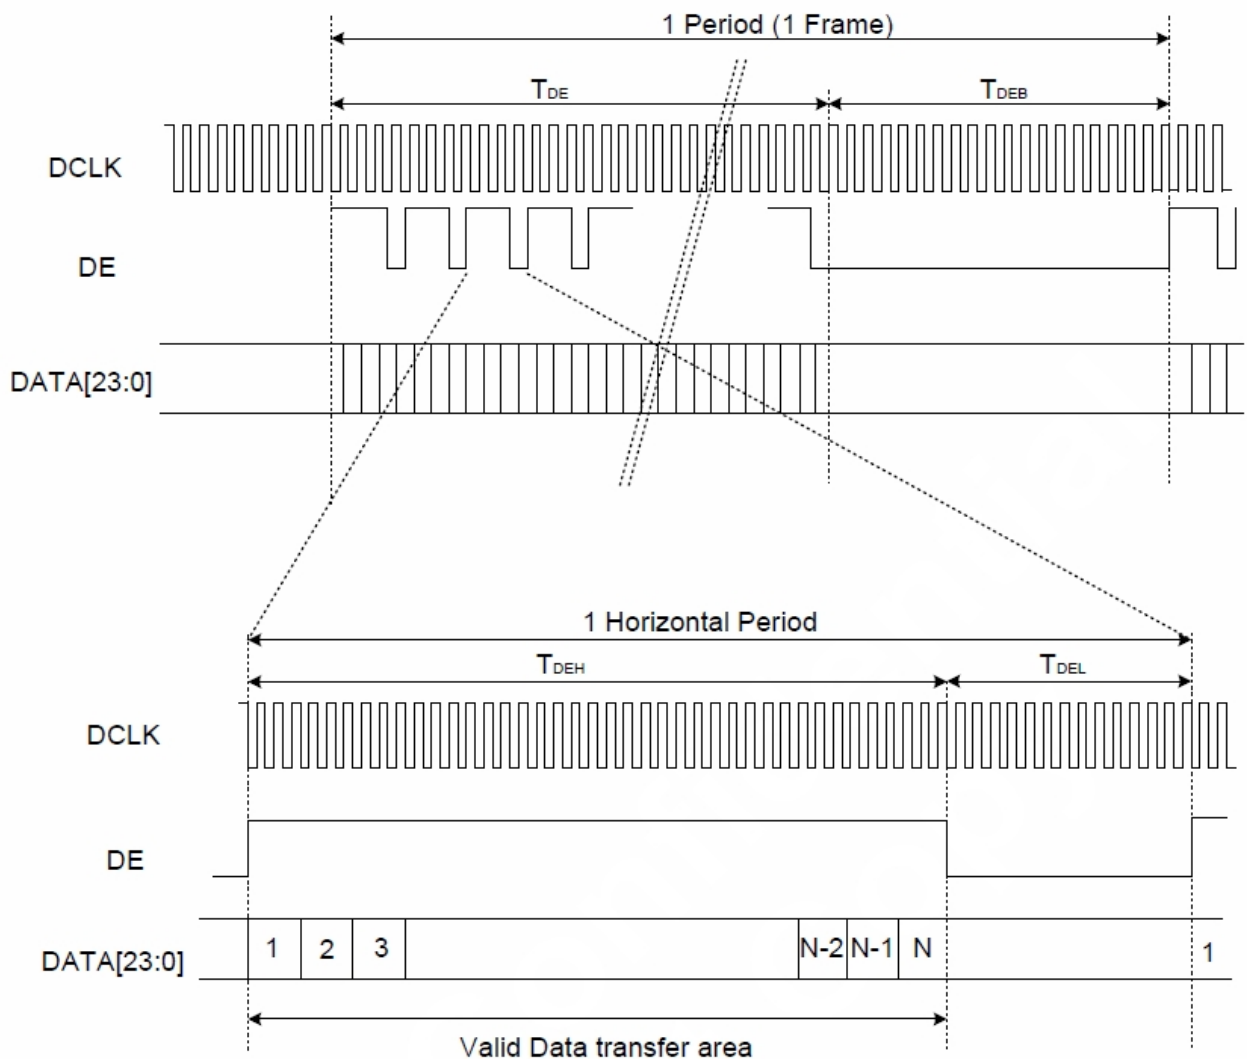 1 Period (1 Frame)
TDE
TDEB
DCLK
DE
DATA[23:0]
1 Horizontal Period
TDEH
TDEL
DCLK
DE
1 2 3 N-2 N-1 N 1
DATA[23:0]
Valid Data transfer area